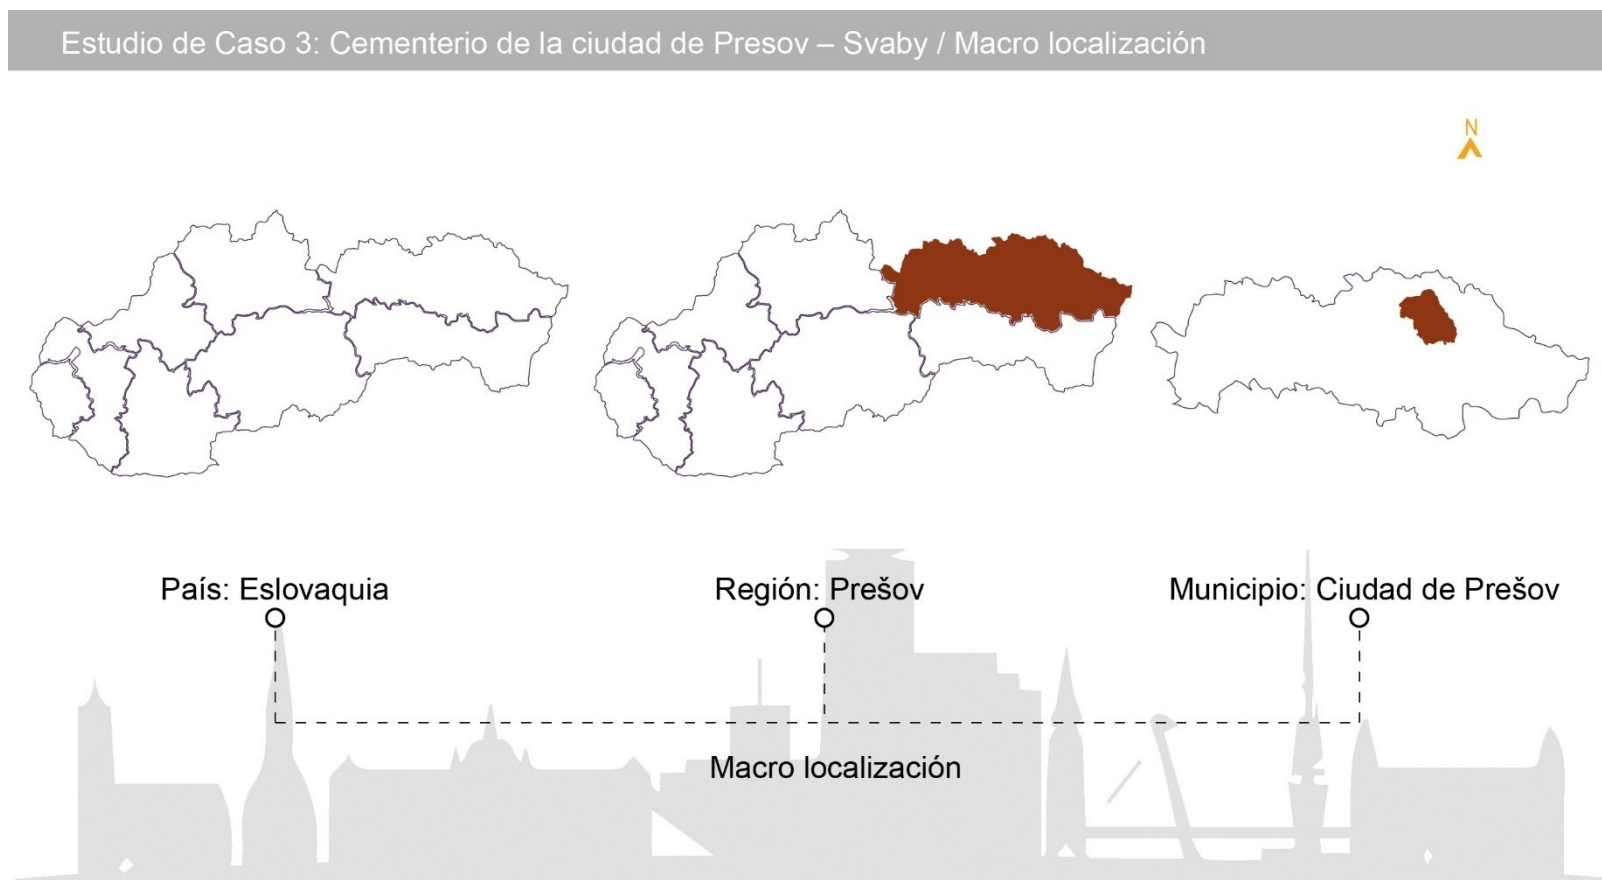 Estudio de Caso 3: Cementerio de la ciudad de Presov – Svaby / Macro localización
N
País: Eslovaquia
Región: Prešov
Municipio: Ciudad de Prešov
Macro localización